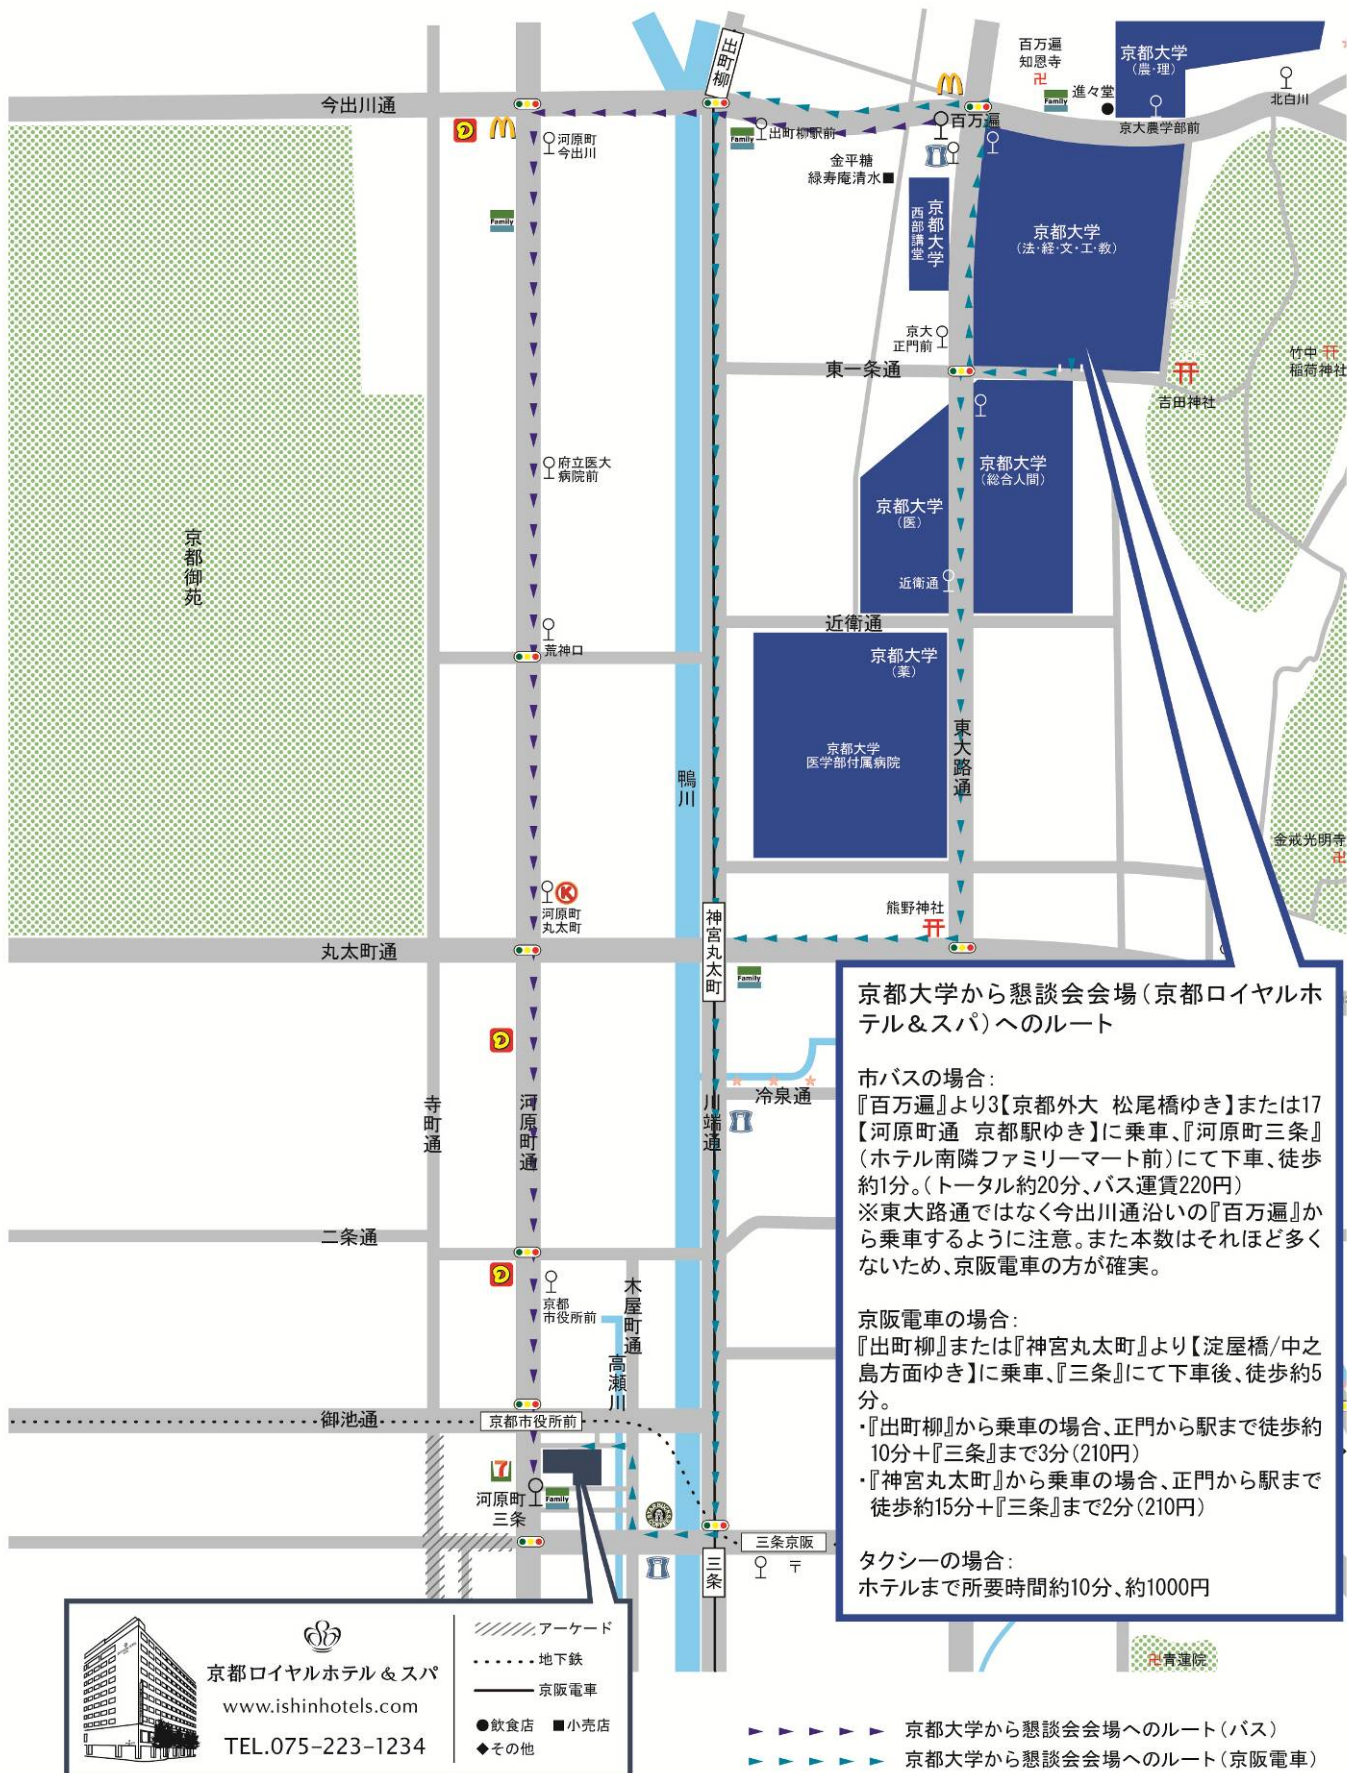 出町柳
今出川通
河原町
今出川
Family
出町柳駅前
百万遍
百万遍
知恩寺
Family
進々堂
京都大学
(農・理)
京大農学部前
北白川
金平糖
緑寿庵清水■
Family
京都大学
西部講堂
京都大学
(法・経・文・工・教)
京大
正門前
東一条通
吉田神社
竹中
稲荷神社
府立医大
病院前
京都大学
(総合人間)
京都大学
(医)
近衛通
近衛通
京都御苑
荒神口
京都大学
(薬)
京都大学
医学部付属病院
東大路通
鴨川
金戒光明寺
K
河原町
丸太町
神宮丸太町
熊野神社
丸太町通
Family
寺町通
河原町通
川端通
冷泉通
京都大学から懇談会会場(京都ロイヤルホ
テル&スパ)へのルート
市バスの場合:
『百万遍』より3【京都外大 松尾橋ゆき】または17
【河原町通 京都駅ゆき】に乗車、『河原町三条』
(ホテル南隣ファミリーマート前)にて下車、徒歩
約1分。(トータル約20分、バス運賃220円)
※東大路通ではなく今出川通沿いの『百万遍』か
ら乗車するように注意。また本数はそれほど多く
ないため、京阪電車の方が確実。
京阪電車の場合:
『出町柳』または『神宮丸太町』より【淀屋橋/中之
島方面ゆき】に乗車、『三条』にて下車後、徒歩約5
分。
・『出町柳』から乗車の場合、正門から駅まで徒歩約
10分+『三条』まで3分(210円)
・『神宮丸太町』から乗車の場合、正門から駅まで
徒歩約15分+『三条』まで2分(210円)
タクシーの場合:
ホテルまで所要時間約10分、約1000円
二条通
京都
市役所前
木屋町通
高瀬川
御池通
京都市役所前
7
河原町
三条
Family
三条京阪
〒
三条
青蓮院
京都ロイヤルホテル & スパ
www.ishinhotels.com
TEL.075-223-1234
アーケード
地下鉄
京阪電車
●飲食店 ■小売店
◆その他
京都大学から懇談会会場へのルート(バス)
京都大学から懇談会会場へのルート(京阪電車)